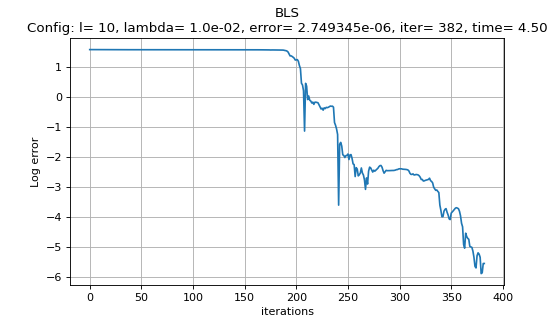 BLS
Config: l= 10, lambda= 1.0e-02, error= 2.749345e-06, iter= 382, time= 4.50
Log error
1
0
−1
−2
−3
−4
−5
−6
0 50 100 150 200 250 300 350 400
iterations